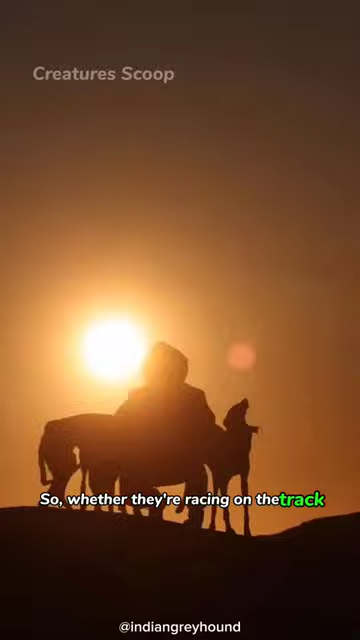 Creatures Scoop
So, whether they're racing on the track
@indiangreyhound